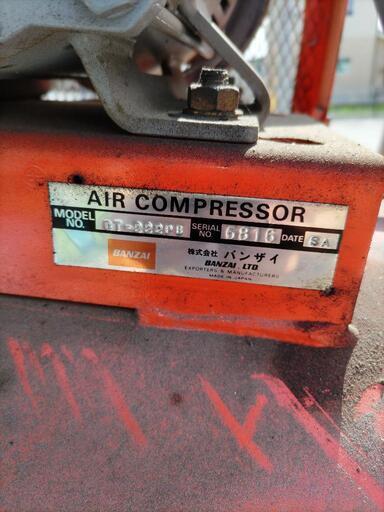 AIR COMPRESSOR
MODEL NO. SERIAL NO 6816 DATE
BANZAI 株式会社 バンザイ
BANZAI, LTD.
EXPORTERS & MANUFACTURERS
MADE IN JAPAN